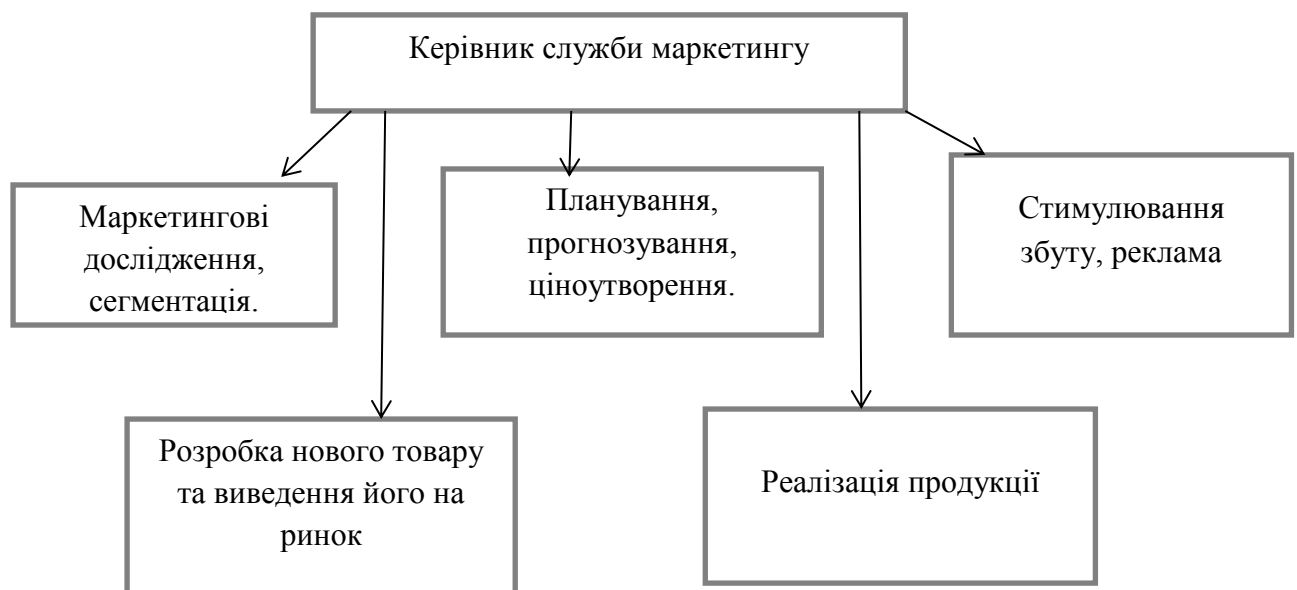 Керівник служби маркетингу
Маркетингові
дослідження,
сегментація.
Планування,
прогнозування,
ціноутворення.
Стимулювання
збуту, реклама
Розробка нового товару
та виведення його на
ринок
Реалізація продукції